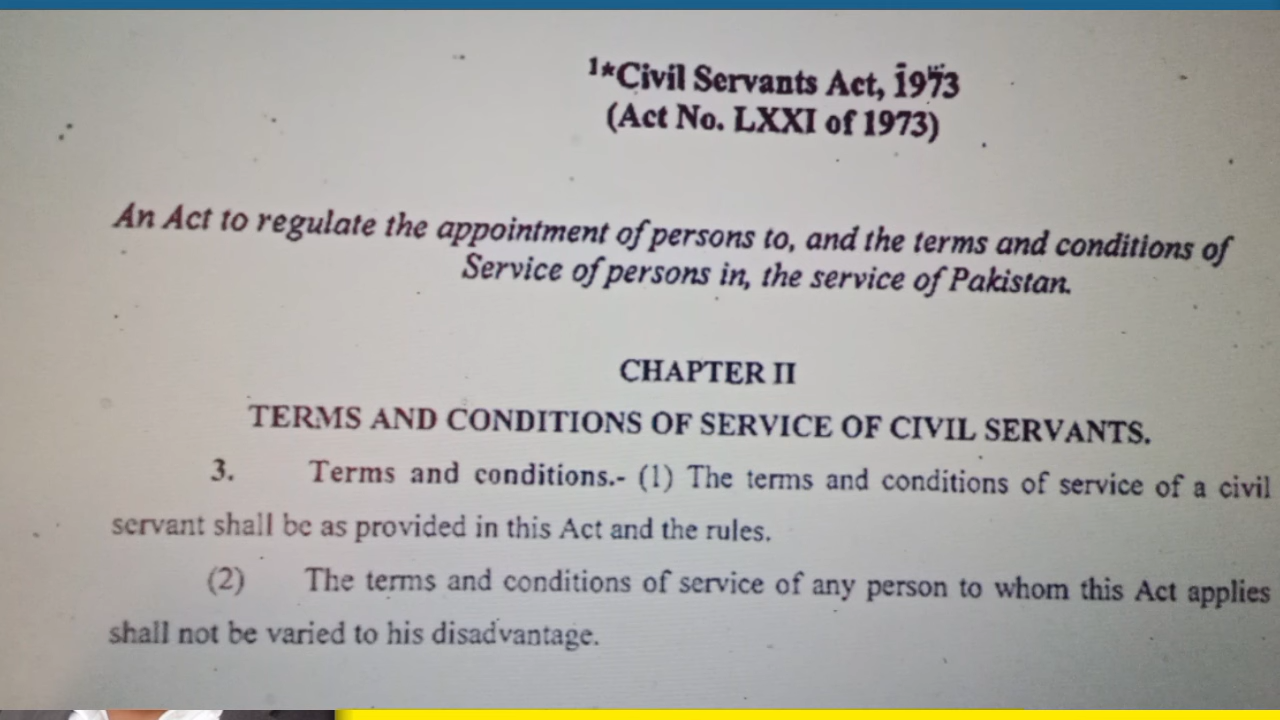 ¹*Civil Servants Act, 1973
(Act No. LXXI of 1973)
An Act to regulate the appointment of persons to, and the terms and conditions of
Service of persons in, the service of Pakistan.
CHAPTER II
TERMS AND CONDITIONS OF SERVICE OF CIVIL SERVANTS.
3. Terms and conditions.- (1) The terms and conditions of service of a civil
servant shall be as provided in this Act and the rules.
(2) The terms and conditions of service of any person to whom this Act applies
shall not be varied to his disadvantage.